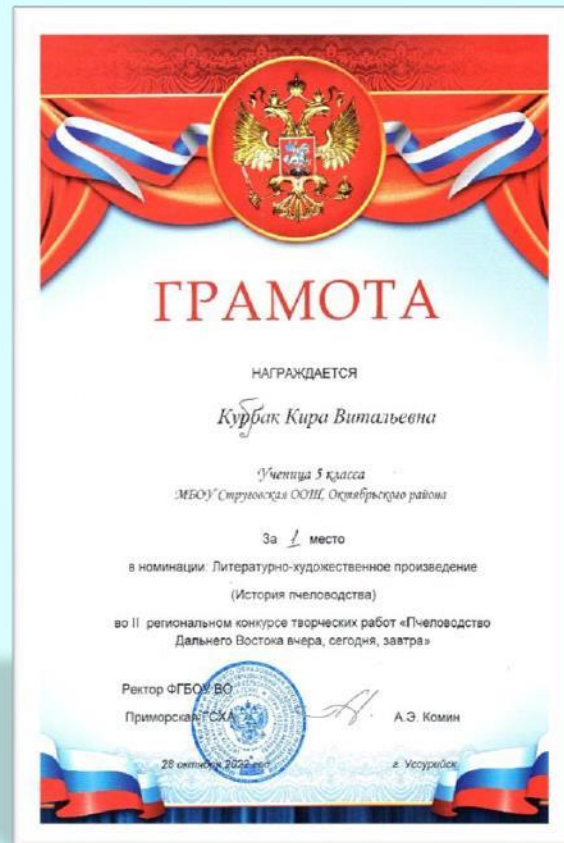 ГРАМОТА
НАГРАЖДАЕТСЯ
Курбак Кира Витальевна
Ученица 5 класса
МБОУ Струговская ООШ, Октябрьского района
За 1 место
в номинации: Литературно-художественное произведение
(История пчеловодства)
во II региональном конкурсе творческих работ «Пчеловодство
Дальнего Востока вчера, сегодня, завтра»
Ректор ФГБОУ ВО
Приморская ГСХА А.Э. Комин
28 октября 2022 год г. Уссурийск